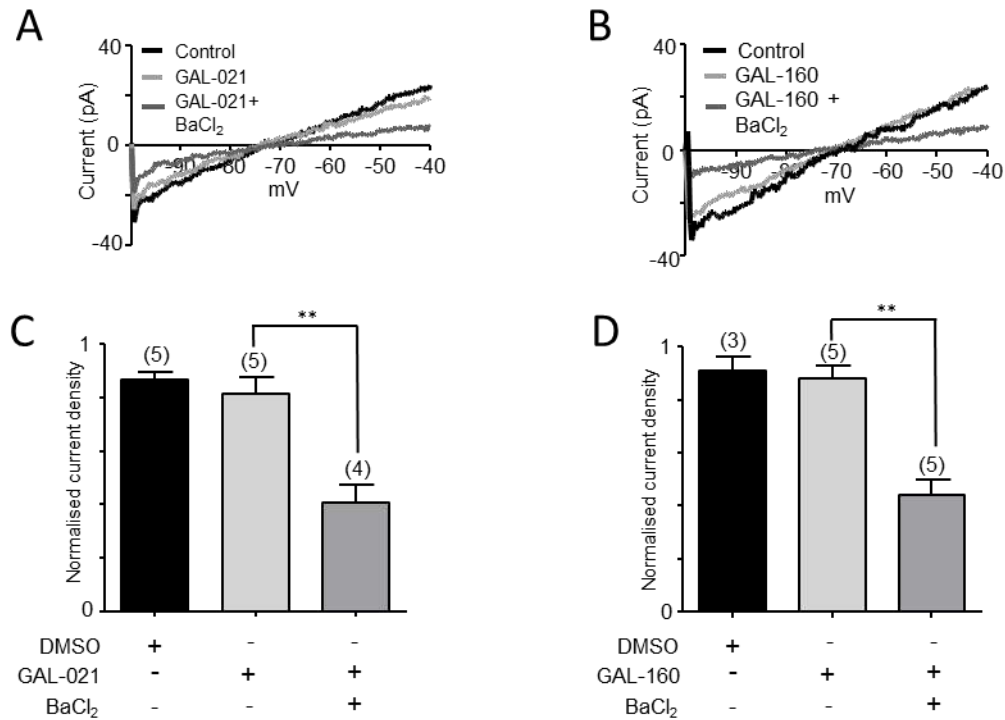 A
40
Control
GAL-021
GAL-021+
BaCl2
Current (pA)
0
-90
-80
-70
-60
-50
-40
mV
-40
B
40
Control
GAL-160
GAL-160 +
BaCl2
Current (pA)
0
-90
-80
-70
-60
-50
-40
mV
-40
C
**
1
(5)
(5)
(4)
Normalised current density
0
DMSO + - -
GAL-021 - + +
BaCl2 - - +
D
**
1
(3)
(5)
(5)
Normalised current density
0
DMSO + - -
GAL-160 - + +
BaCl2 - - +